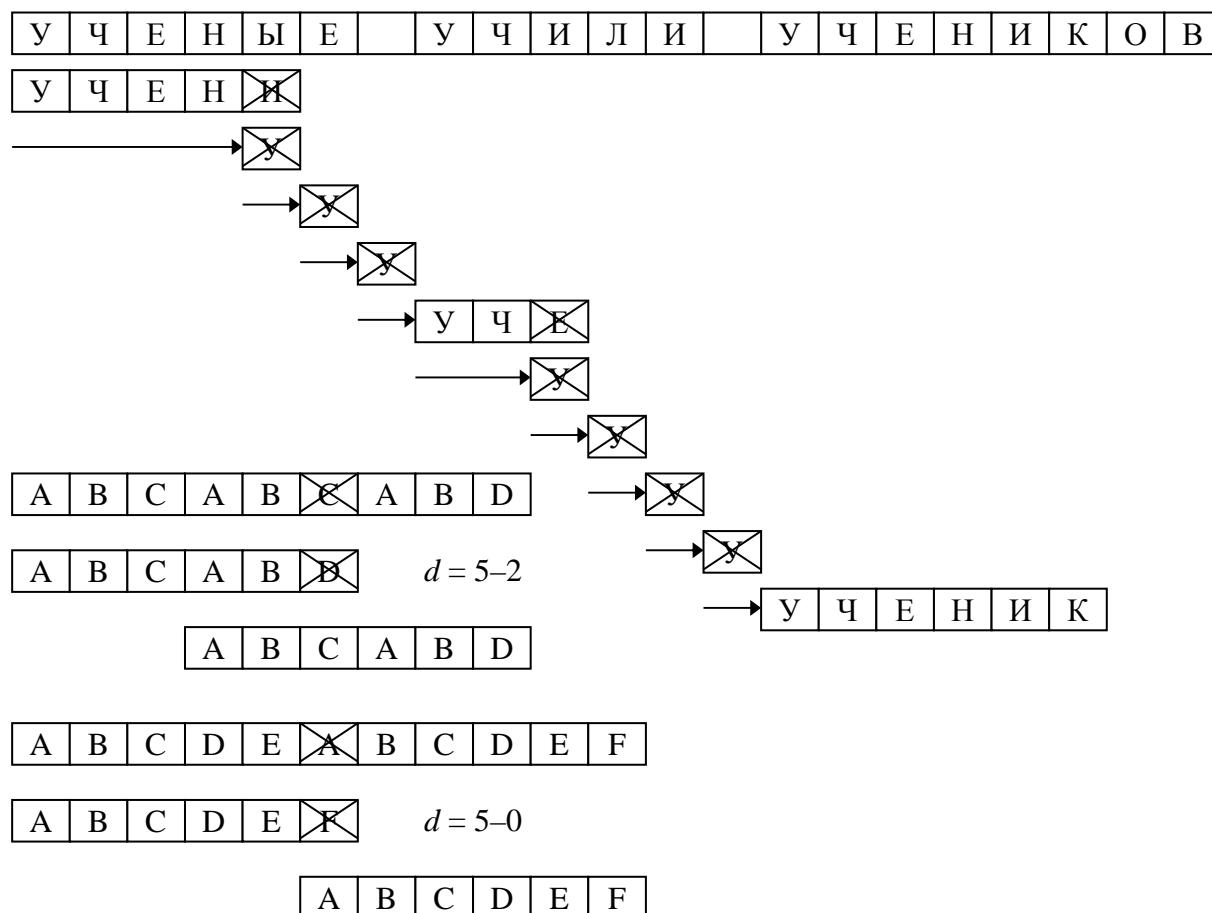 У Ч Е Н Ы Е У Ч И Л И У Ч Е Н И К О В
У Ч Е Н И
У
У
У
У Ч Е
У
У
A B C A B C A B D У
У
A B C A B D d = 5–2
У Ч Е Н И К
A B C A B D
A B C D E A B C D E F
A B C D E F d = 5–0
A B C D E F